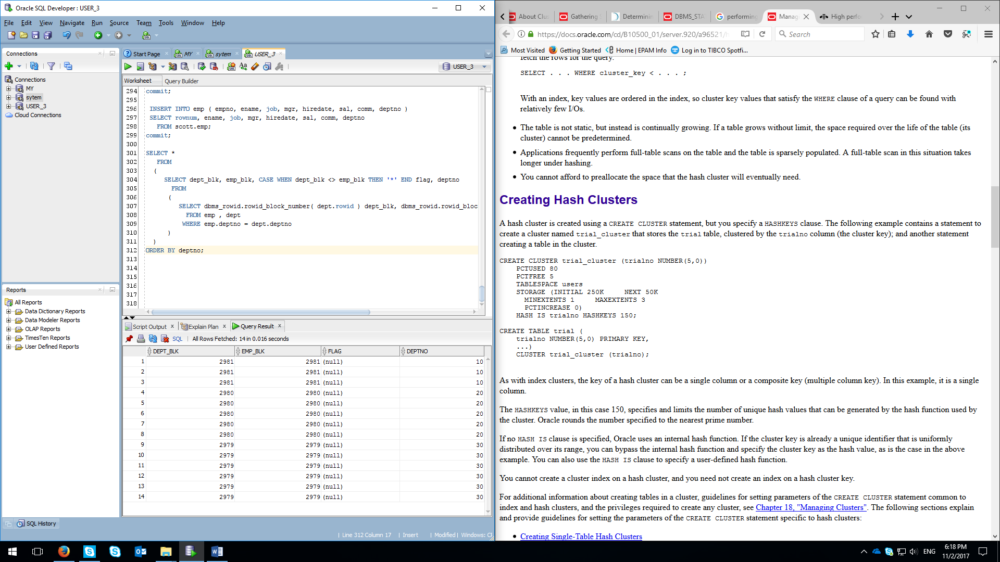 Oracle SQL Developer : USER_3
File Edit View Navigate Run Source Team Tools Window Help
Connections
Connections
MY
sytem
USER_3
Cloud Connections
Reports
All Reports
Data Dictionary Reports
Data Modeler Reports
OLAP Reports
TimesTen Reports
User Defined Reports
SQL History
Start Page MY sytem USER_3
USER_3
Worksheet Query Builder
294 commit;
295
296 INSERT INTO emp ( empno, ename, job, mgr, hiredate, sal, comm, deptno )
297 SELECT rownum, ename, job, mgr, hiredate, sal, comm, deptno
298 FROM scott.emp;
299 commit;
300
301 SELECT *
302 FROM
303 (
304 SELECT dept_blk, emp_blk, CASE WHEN dept_blk <> emp_blk THEN '*' END flag, deptno
305 FROM
306 (
307 SELECT dbms_rowid.rowid_block_number( dept.rowid ) dept_blk, dbms_rowid.rowid_bloc
308 FROM emp , dept
309 WHERE emp.deptno = dept.deptno
310 )
311 )
312 ORDER BY deptno;
313
314
315
316
317
318
Script Output x Explain Plan x Query Result x
SQL | All Rows Fetched: 14 in 0.016 seconds
DEPT_BLK EMP_BLK FLAG DEPTNO
1 2981 2981 (null) 10
2 2981 2981 (null) 10
3 2981 2981 (null) 10
4 2980 2980 (null) 20
5 2980 2980 (null) 20
6 2980 2980 (null) 20
7 2980 2980 (null) 20
8 2980 2980 (null) 20
9 2979 2979 (null) 30
10 2979 2979 (null) 30
11 2979 2979 (null) 30
12 2979 2979 (null) 30
13 2979 2979 (null) 30
14 2979 2979 (null) 30
| Line 312 Column 17 | Insert | Modified | Windows: CF
About Clu Gathering Determinin DBMS_STA performing Manag High perfo
https://docs.oracle.com/cd/B10500_01/server.920/a96521/h Search
Most Visited Getting Started Home | EPAM Info Log in to TIBCO Spotfi...
fetch the rows for the query.
SELECT . . . WHERE cluster_key < . . . ;
With an index, key values are ordered in the index, so cluster key values that satisfy the WHERE clause of a query can be found with
relatively few I/Os.
• The table is not static, but instead is continually growing. If a table grows without limit, the space required over the life of the table (its
cluster) cannot be predetermined.
• Applications frequently perform full-table scans on the table and the table is sparsely populated. A full-table scan in this situation takes
longer under hashing.
• You cannot afford to preallocate the space that the hash cluster will eventually need.
Creating Hash Clusters
A hash cluster is created using a CREATE CLUSTER statement, but you specify a HASHKEYS clause. The following example contains a statement to
create a cluster named trial_cluster that stores the trial table, clustered by the trialno column (the cluster key); and another statement
creating a table in the cluster.
CREATE CLUSTER trial_cluster (trialno NUMBER(5,0))
PCTUSED 80
PCTFREE 5
TABLESPACE users
STORAGE (INITIAL 250K NEXT 50K
MINEXTENTS 1 MAXEXTENTS 3
PCTINCREASE 0)
HASH IS trialno HASHKEYS 150;
CREATE TABLE trial (
trialno NUMBER(5,0) PRIMARY KEY,
...)
CLUSTER trial_cluster (trialno);
As with index clusters, the key of a hash cluster can be a single column or a composite key (multiple column key). In this example, it is a single
column.
The HASHKEYS value, in this case 150, specifies and limits the number of unique hash values that can be generated by the hash function used by
the cluster. Oracle rounds the number specified to the nearest prime number.
If no HASH IS clause is specified, Oracle uses an internal hash function. If the cluster key is already a unique identifier that is uniformly
distributed over its range, you can bypass the internal hash function and specify the cluster key as the hash value, as is the case in the above
example. You can also use the HASH IS clause to specify a user-defined hash function.
You cannot create a cluster index on a hash cluster, and you need not create an index on a hash cluster key.
For additional information about creating tables in a cluster, guidelines for setting parameters of the CREATE CLUSTER statement common to
index and hash clusters, and the privileges required to create any cluster, see Chapter 18, "Managing Clusters". The following sections explain
and provide guidelines for setting the parameters of the CREATE CLUSTER statement specific to hash clusters:
• Creating Single-Table Hash Clusters
ENG
6:18 PM
11/2/2017